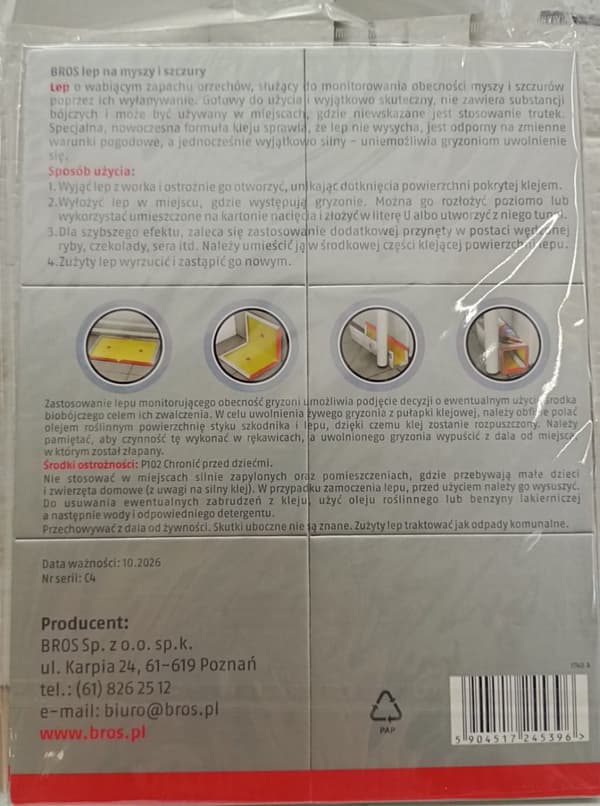 BROS lep na myszy i szczury
Lep o wabiącym zapachu orzechów, służący do monitorowania obecności myszy i szczurów
poprzez ich wyłapywanie. Gotowy do użycia i wyjątkowo skuteczny, nie zawiera substancji
bójczych i może być używany w miejscach, gdzie niewskazane jest stosowanie trutek.
Specjalna, nowoczesna formuła kleju sprawia, że lep nie wysycha, jest odporny na zmienne
warunki pogodowe, a jednocześnie wyjątkowo silny – uniemożliwia gryzoniom uwolnienie
się.
Sposób użycia:
1. Wyjąć lep z worka i ostrożnie go otworzyć, unikając dotknięcia powierzchni pokrytej klejem.
2. Wyłożyć lep w miejscu, gdzie występują gryzonie. Można go rozłożyć poziomo lub
wykorzystać umieszczone na kartonie nacięcia i złożyć w literę U albo utworzyć z niego tunel.
3. Dla szybszego efektu, zaleca się zastosowanie dodatkowej przynęty w postaci wędzonej
ryby, czekolady, sera itd. Należy umieścić ją w środkowej części klejącej powierzchni lepu.
4. Zużyty lep wyrzucić i zastąpić go nowym.
Zastosowanie lepu monitorującego obecność gryzoni umożliwia podjęcie decyzji o ewentualnym użyciu środka
biobójczego celem ich zwalczenia. W celu uwolnienia żywego gryzonia z pułapki klejowej, należy obficie polać
olejem roślinnym powierzchnię styku szkodnika i lepu, dzięki czemu klej zostanie rozpuszczony. Należy
pamiętać, aby czynność tę wykonać w rękawicach, a uwolnionego gryzonia wypuścić z dala od miejsca,
w którym został złapany.
Środki ostrożności: P102 Chronić przed dziećmi.
Nie stosować w miejscach silnie zapylonych oraz pomieszczeniach, gdzie przebywają małe dzieci
i zwierzęta domowe (z uwagi na silny klej). W przypadku zamoczenia lepu, przed użyciem należy go wysuszyć.
Do usuwania ewentualnych zabrudzeń z kleju, użyć oleju roślinnego lub benzyny lakierniczej
a następnie wody i odpowiedniego detergentu.
Przechowywać z dala od żywności. Skutki uboczne nie są znane. Zużyty lep traktować jak odpady komunalne.
Data ważności: 10.2026
Nr serii: C4
Producent:
BROS Sp. z o.o. sp.k.
ul. Karpia 24, 61-619 Poznań
tel.: (61) 826 25 12
e-mail: biuro@bros.pl
www.bros.pl
PAP
5 904517 245396 >